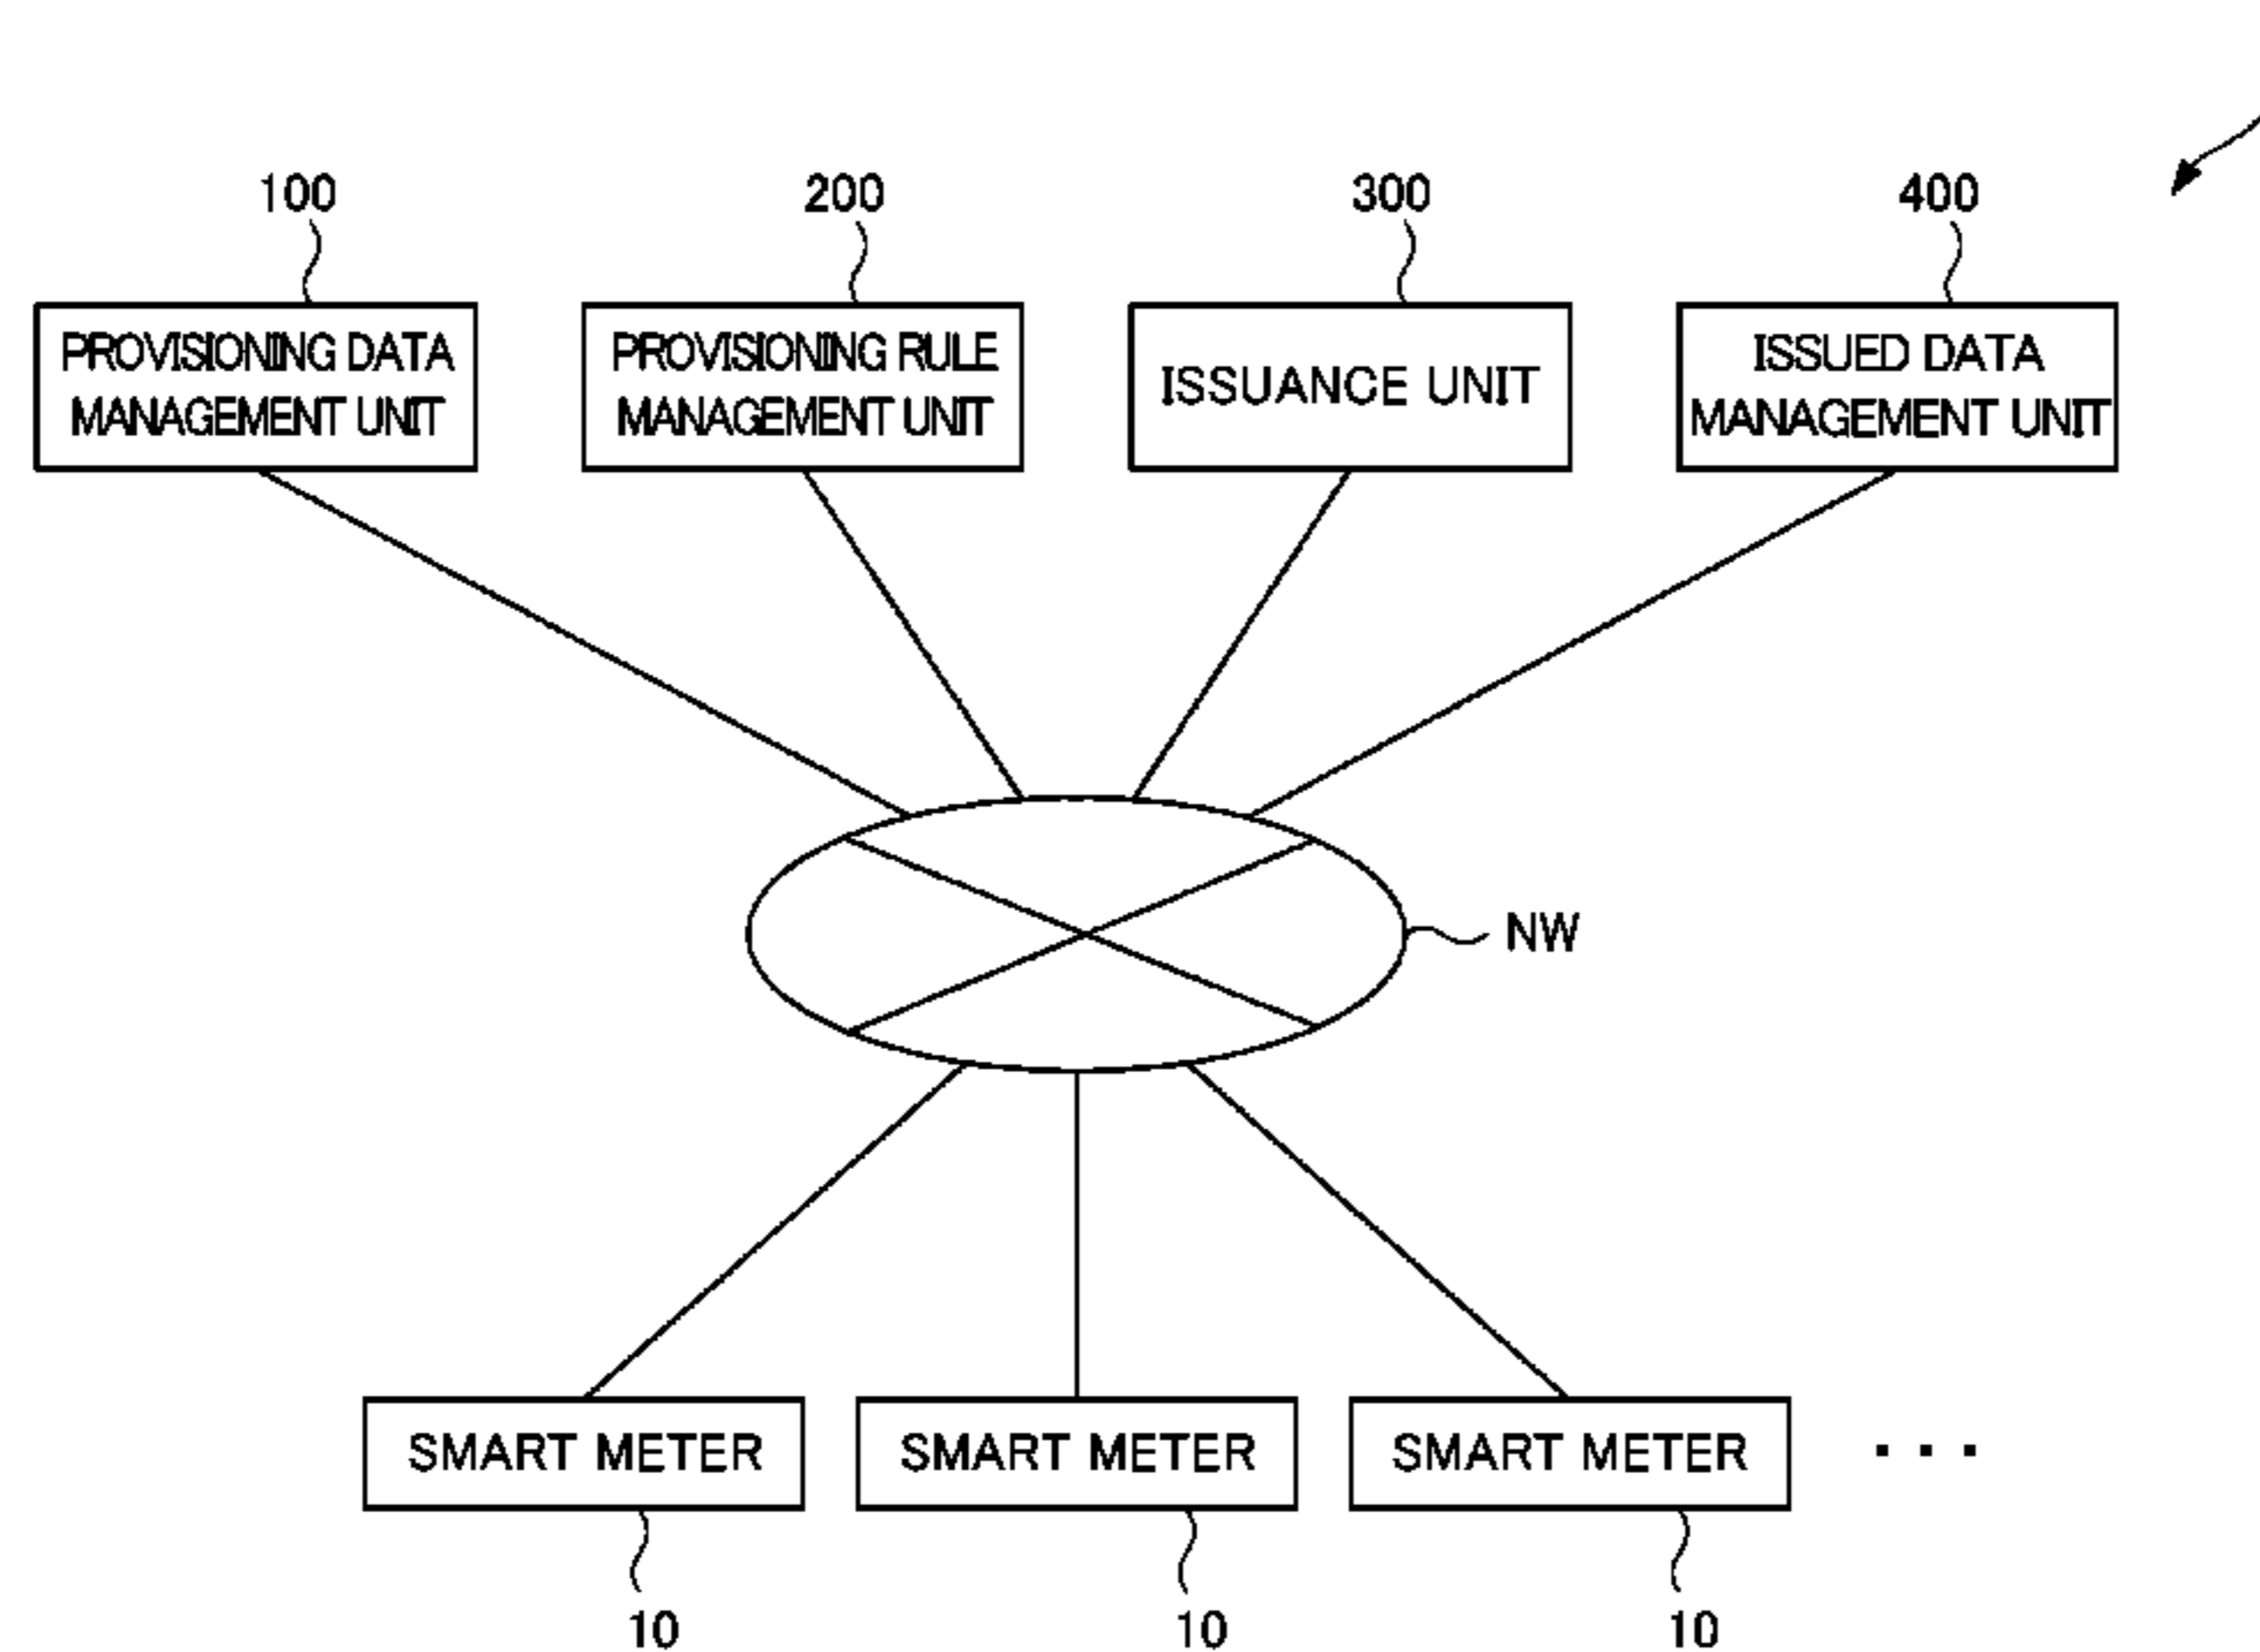 100
200
300
400
PROVISIONING DATA
MANAGEMENT UNIT
PROVISIONING RULE
MANAGEMENT UNIT
ISSUANCE UNIT
ISSUED DATA
MANAGEMENT UNIT
NW
SMART METER
SMART METER
SMART METER
...
10
10
10